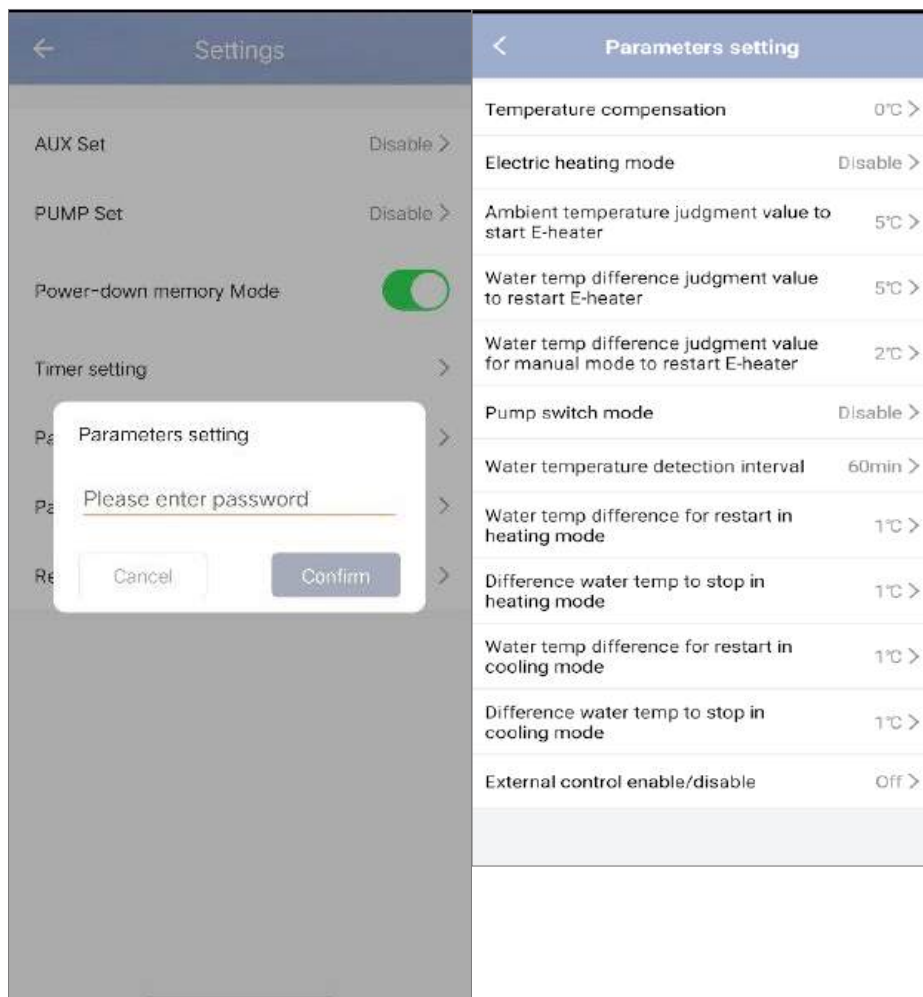 Settings
AUX Set Disable >
PUMP Set Disable >
Power-down memory Mode
Timer setting >
Pa >
Parameters setting
Please enter password
Pa >
Re >
Cancel Confirm
< Parameters setting
Temperature compensation 0℃ >
Electric heating mode Disable >
Ambient temperature judgment value to
start E-heater 5℃ >
Water temp difference judgment value
to restart E-heater 5℃ >
Water temp difference judgment value
for manual mode to restart E-heater 2℃ >
Pump switch mode Disable >
Water temperature detection interval 60min >
Water temp difference for restart in
heating mode 1℃ >
Difference water temp to stop in
heating mode 1℃ >
Water temp difference for restart in
cooling mode 1℃ >
Difference water temp to stop in
cooling mode 1℃ >
External control enable/disable Off >